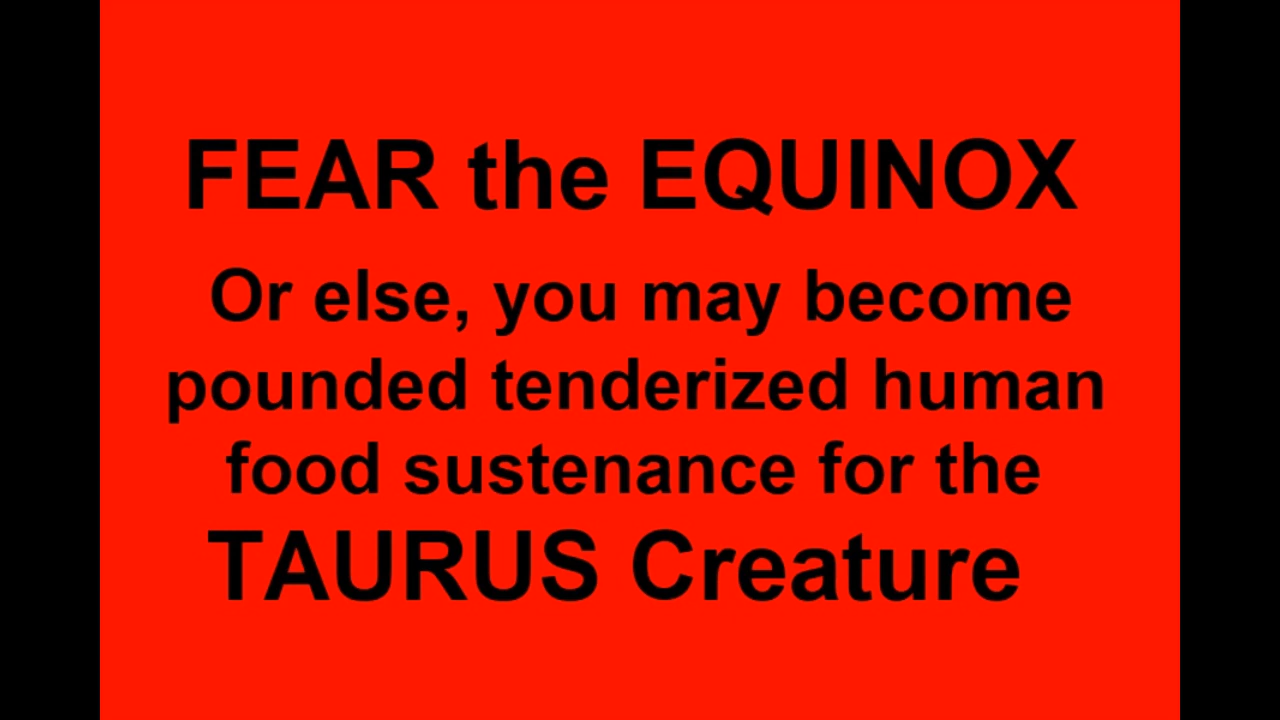 FEAR the EQUINOX
Or else, you may become
pounded tenderized human
food sustenance for the
TAURUS Creature